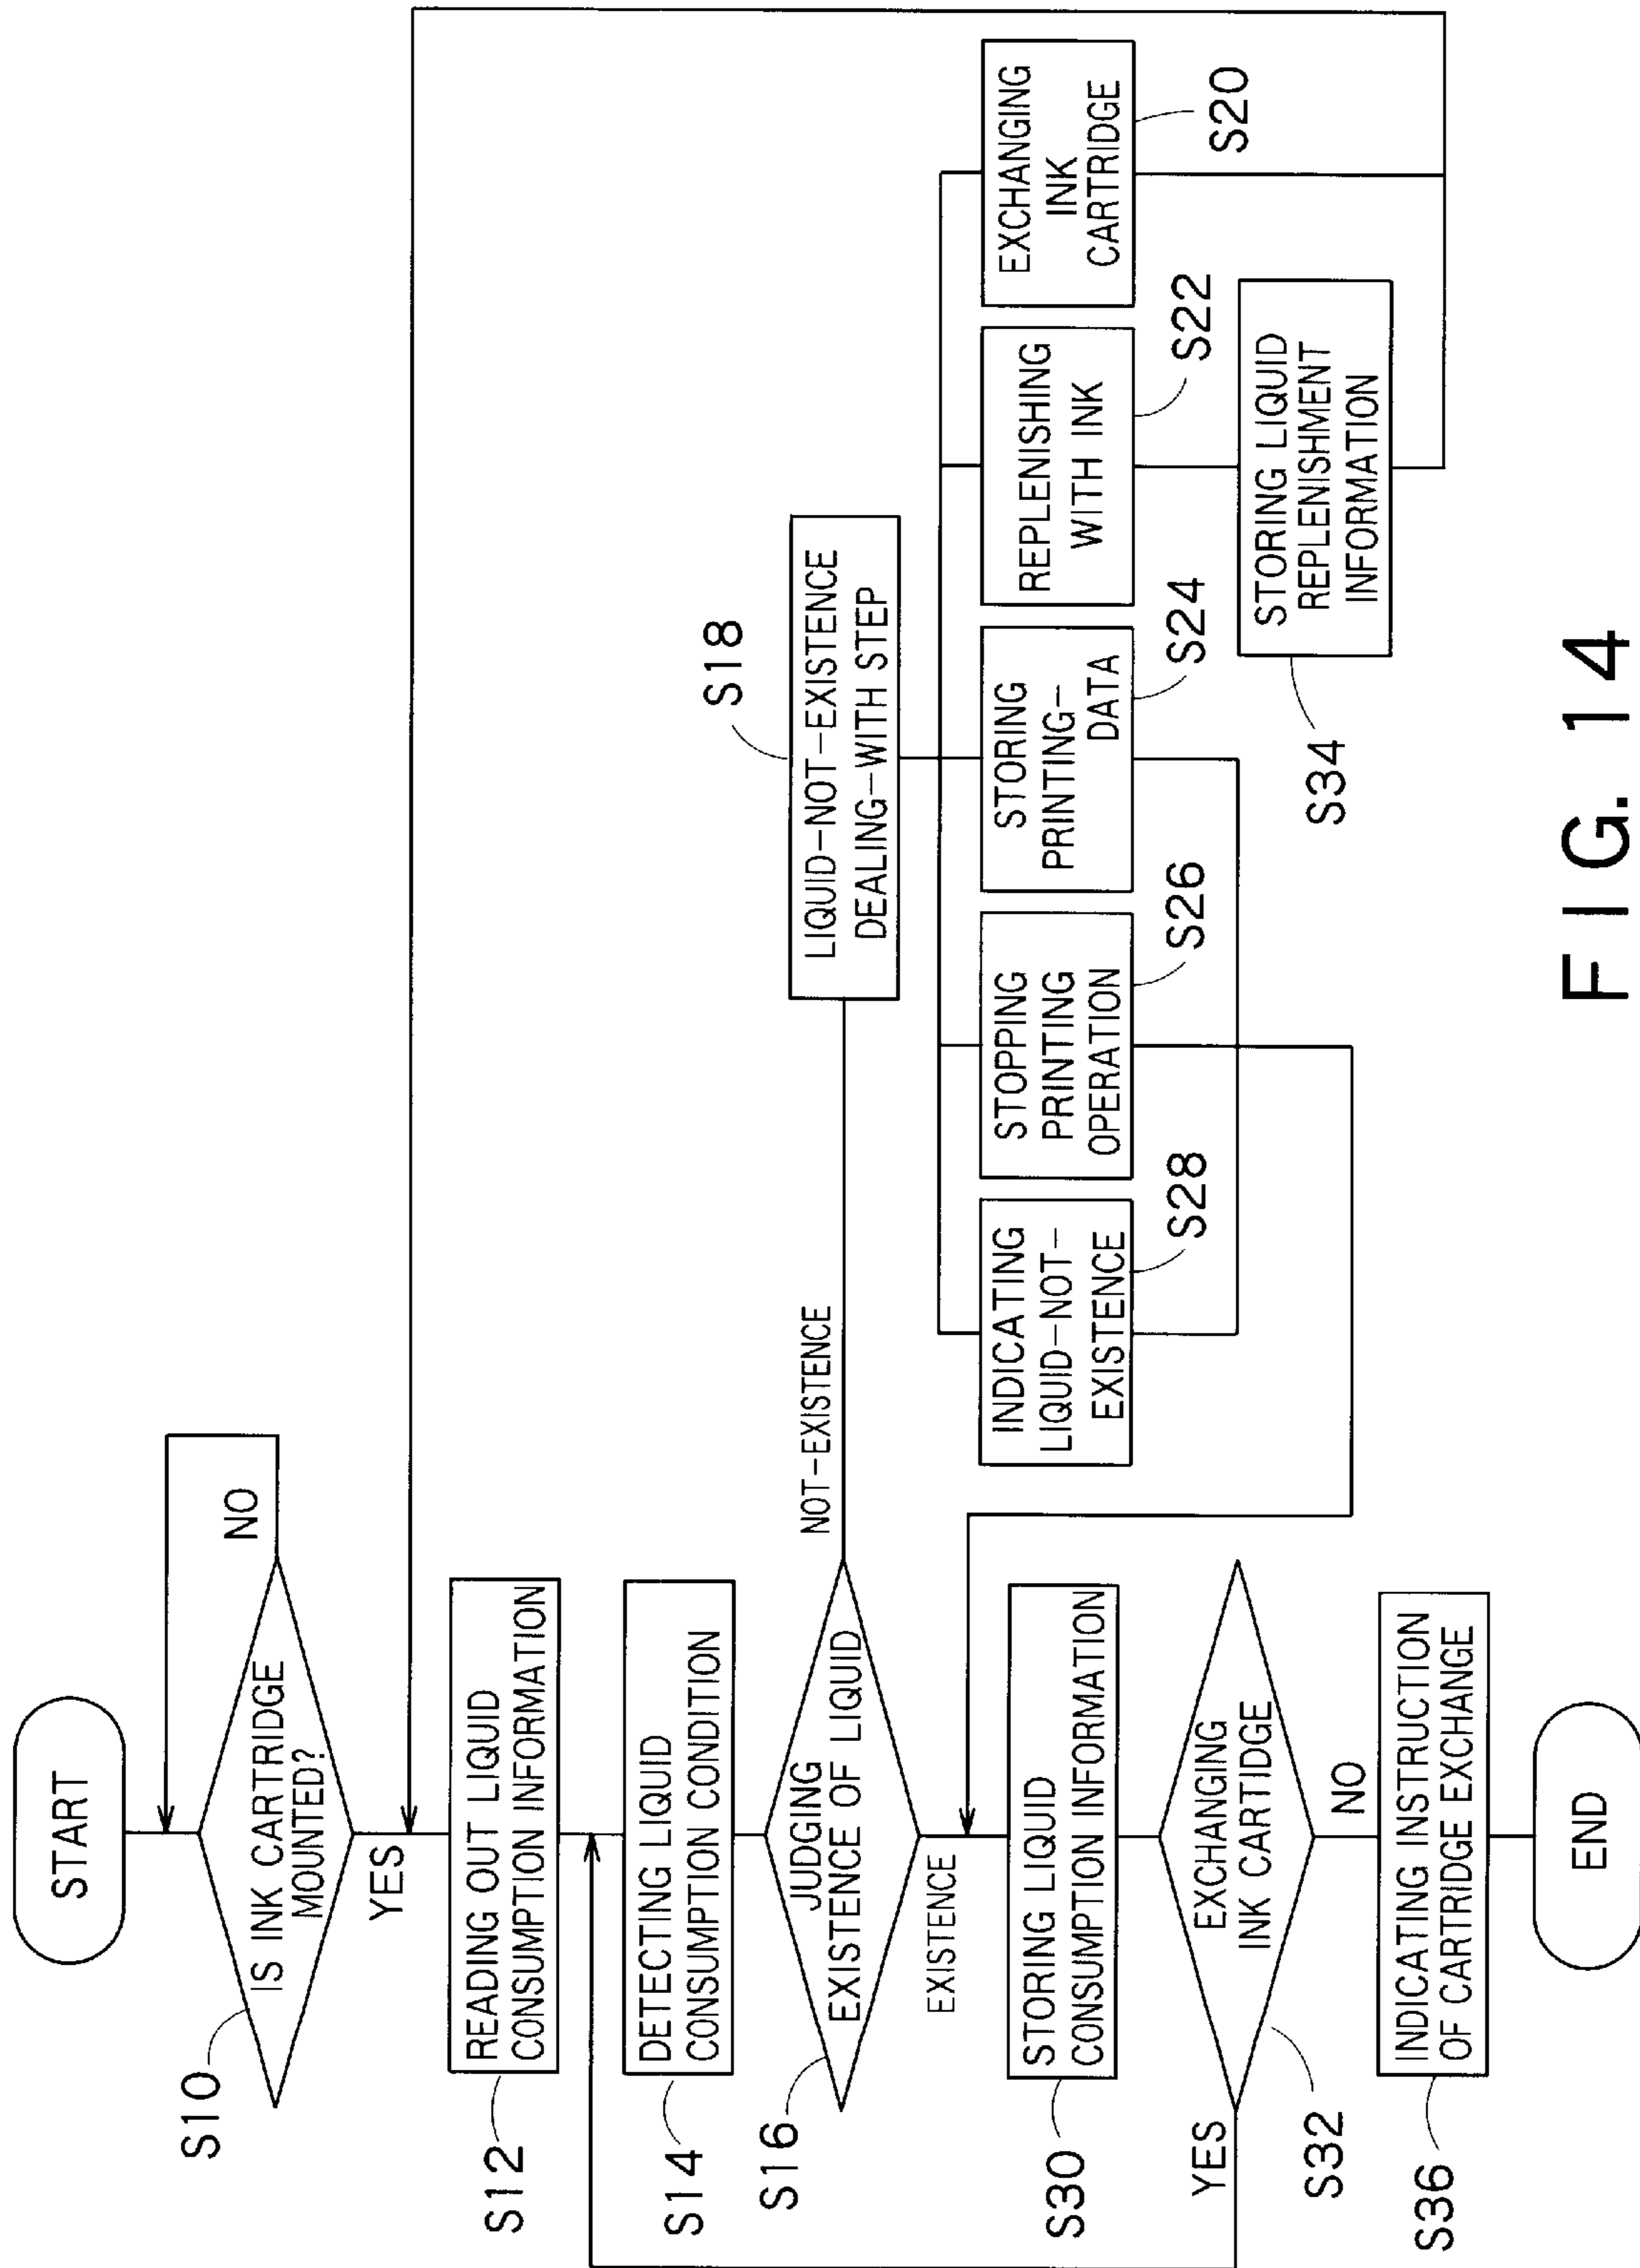 START
S10
IS INK CARTRIDGE
MOUNTED?
NO
YES
S12
READING OUT LIQUID
CONSUMPTION INFORMATION
S14
DETECTING LIQUID
CONSUMPTION CONDITION
S16
JUDGING
EXISTENCE OF LIQUID
NOT-EXISTENCE
EXISTENCE
S18
LIQUID-NOT-EXISTENCE
DEALING-WITH STEP
INDICATING
LIQUID-NOT-
EXISTENCE
S28
STOPPING
PRINTING
OPERATION
S26
STORING
PRINTING-
DATA
S24
REPLENISHING
WITH INK
S22
EXCHANGING
INK
CARTRIDGE
S20
S34
STORING LIQUID
REPLENISHMENT
INFORMATION
S30
STORING LIQUID
CONSUMPTION INFORMATION
YES
S32
EXCHANGING
INK CARTIDGE
NO
S36
INDICATING INSTRUCTION
OF CARTRIDGE EXCHANGE
END
FIG. 14